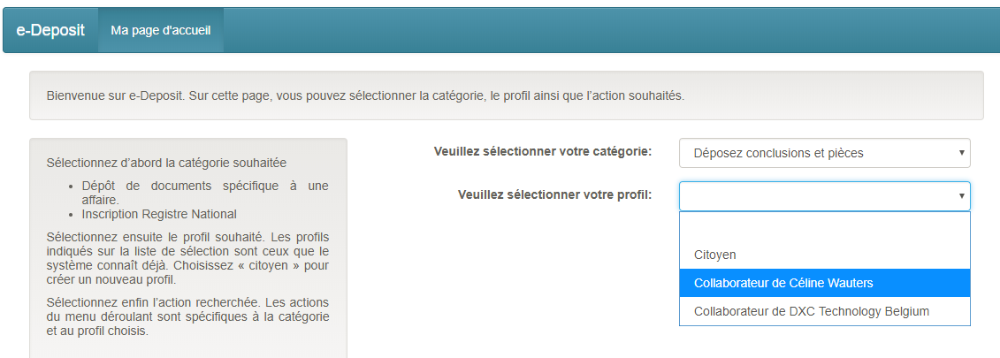 e-Deposit Ma page d'accueil
Bienvenue sur e-Deposit. Sur cette page, vous pouvez sélectionner la catégorie, le profil ainsi que l'action souhaités.
Sélectionnez d'abord la catégorie souhaitée
• Dépôt de documents spécifique à une
affaire.
• Inscription Registre National
Sélectionnez ensuite le profil souhaité. Les profils
indiqués sur la liste de sélection sont ceux que le
système connaît déjà. Choisissez « citoyen » pour
créer un nouveau profil.
Sélectionnez enfin l'action recherchée. Les actions
du menu déroulant sont spécifiques à la catégorie
et au profil choisis.
Veuillez sélectionner votre catégorie: Déposez conclusions et pièces
Veuillez sélectionner votre profil:
Citoyen
Collaborateur de Céline Wauters
Collaborateur de DXC Technology Belgium